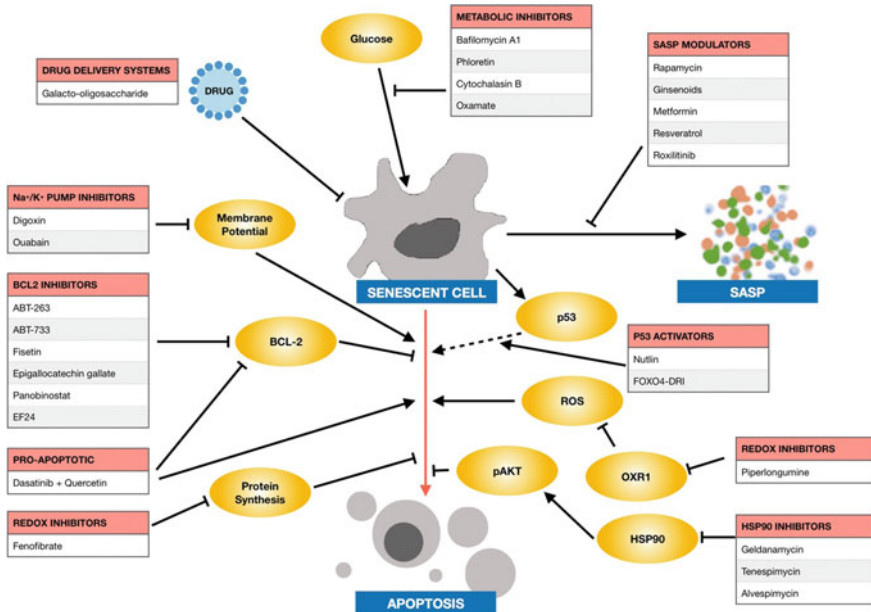 Glucose
METABOLIC INHIBITORS
Bafilomycin A1
Phloretin
Cytochalasin B
Oxamate
SASP MODULATORS
Rapamycin
Ginsenoids
Metformin
Resveratrol
Roxilitinib
DRUG DELIVERY SYSTEMS
Galacto-oligosaccharide
DRUG
Na+/K+ PUMP INHIBITORS
Digoxin
Ouabain
Membrane
Potential
SENESCENT CELL
SASP
BCL2 INHIBITORS
ABT-263
ABT-733
Fisetin
Epigallocatechin gallate
Panobinostat
EF24
BCL-2
p53
P53 ACTIVATORS
Nutlin
FOXO4-DRI
ROS
PRO-APOPTOTIC
Dasatinib + Quercetin
Protein
Synthesis
pAKT
OXR1
REDOX INHIBITORS
Piperlongumine
REDOX INHIBITORS
Fenofibrate
HSP90
HSP90 INHIBITORS
Geldanamycin
Tenespimycin
Alvespimycin
APOPTOSIS